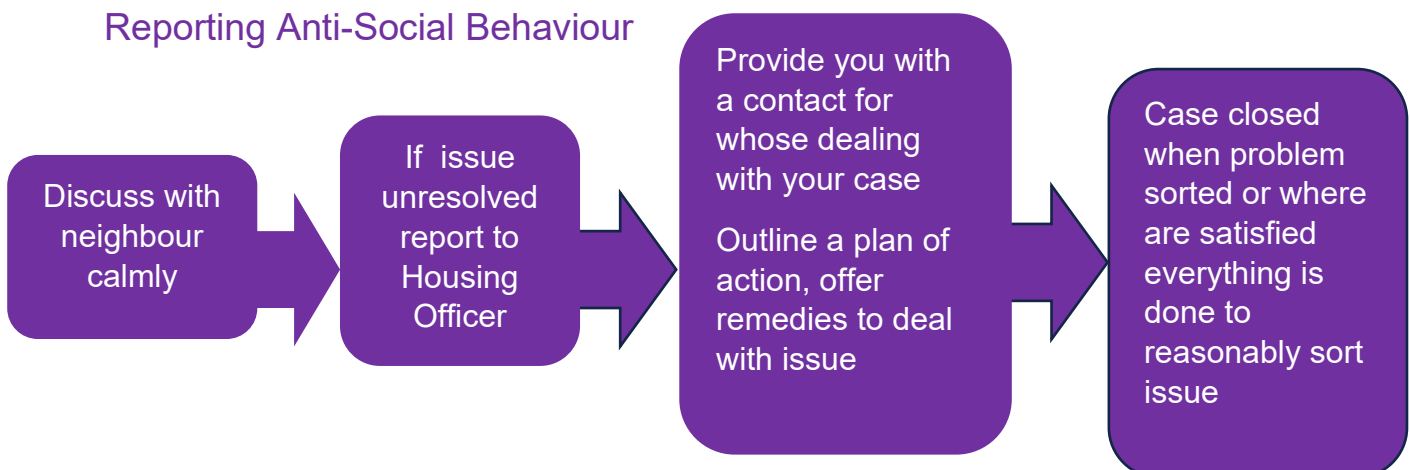 Reporting Anti-Social Behaviour
Discuss with
neighbour
calmly
If issue
unresolved
report to
Housing
Officer
Provide you with
a contact for
whose dealing
with your case
Outline a plan of
action, offer
remedies to deal
with issue
Case closed
when problem
sorted or where
are satisfied
everything is
done to
reasonably sort
issue